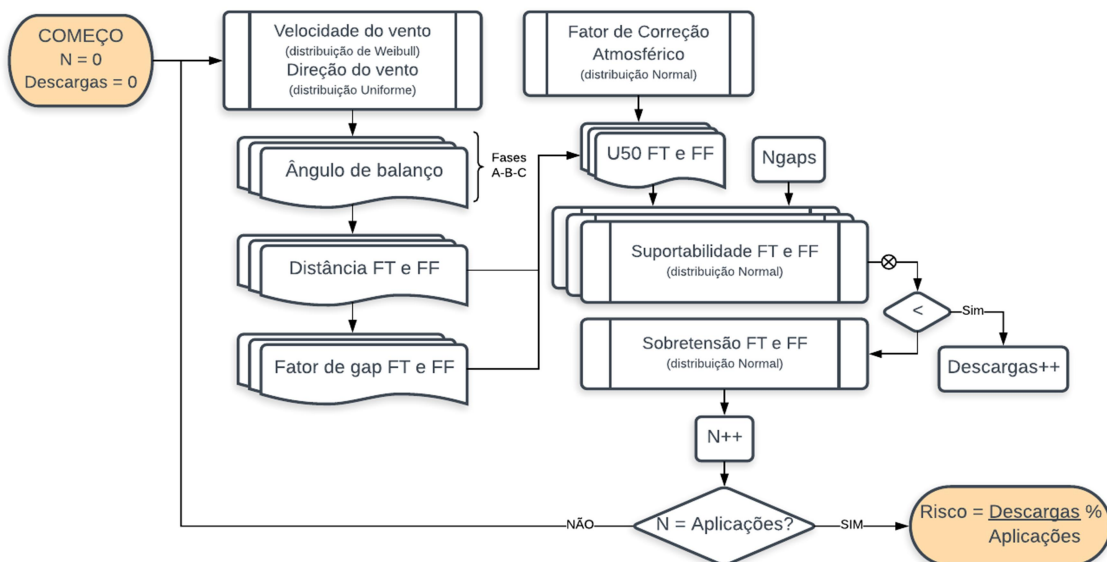 COMEÇO
N = 0
Descargas = 0
Velocidade do vento
(distribuição de Weibull)
Direção do vento
(distribuição Uniforme)
Fator de Correção
Atmosférico
(distribuição Normal)
Ângulo de balanço
Fases
A-B-C
U50 FT e FF
Ngaps
Distância FT e FF
Suportabilidade FT e FF
(distribuição Normal)
<
Sim
Descargas++
Fator de gap FT e FF
Sobretensão FT e FF
(distribuição Normal)
N++
N = Aplicações?
NÃO
SIM
Risco = Descargas %
Aplicações